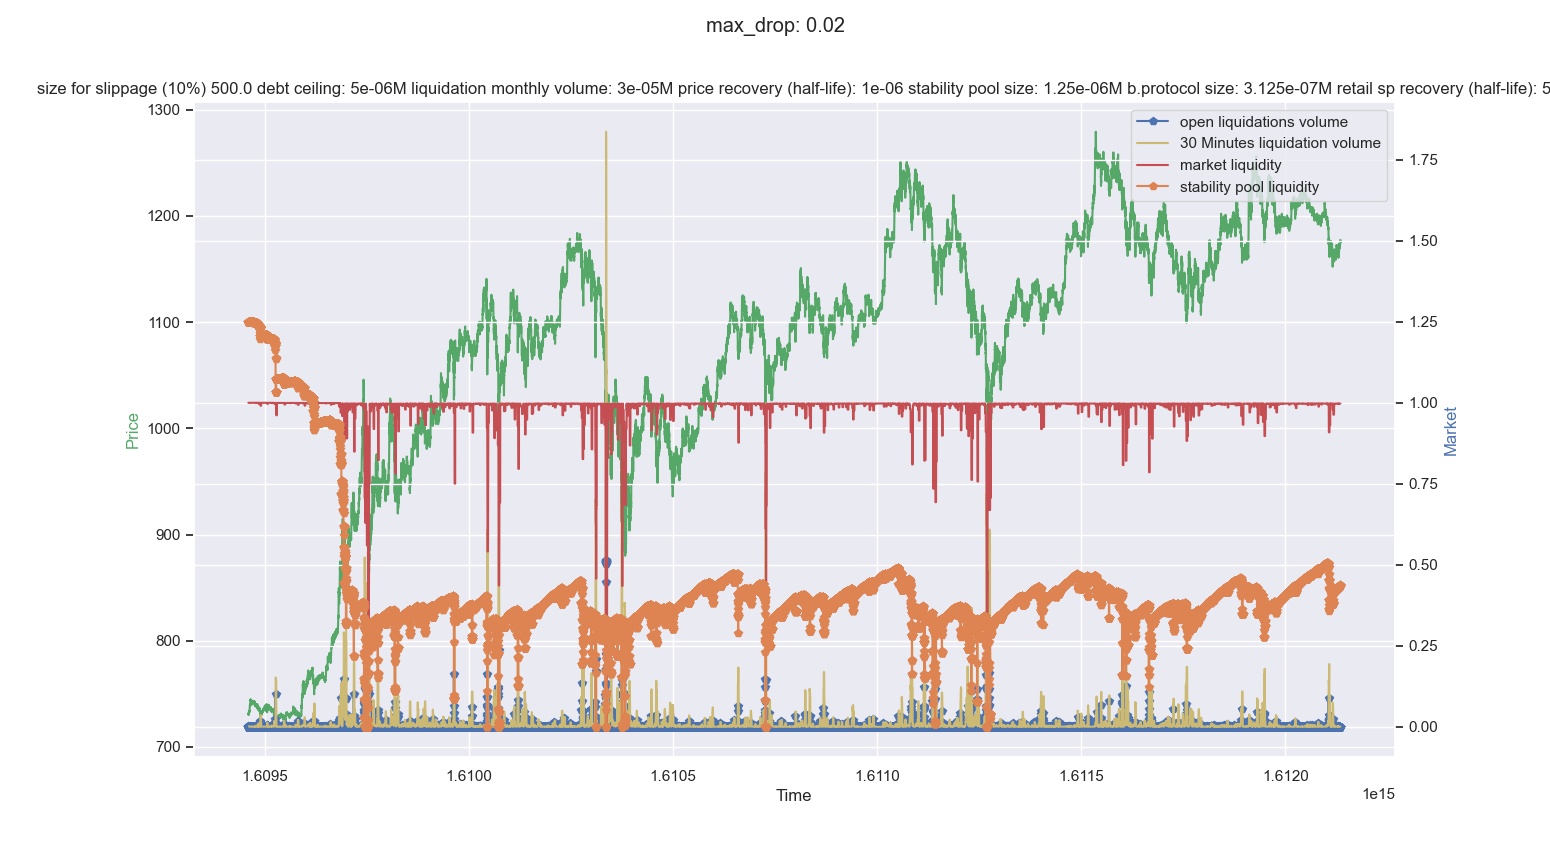 max_drop: 0.02
size for slippage (10%) 500.0 debt ceiling: 5e-06M liquidation monthly volume: 3e-05M price recovery (half-life): 1e-06 stability pool size: 1.25e-06M b.protocol size: 3.125e-07M retail sp recovery (half-life): 5
open liquidations volume
30 Minutes liquidation volume
market liquidity
stability pool liquidity
1300
1200
1100
1000
900
800
700
Price
1.75
1.50
1.25
1.00
0.75
0.50
0.25
0.00
Market
1.6095 1.6100 1.6105 1.6110 1.6115 1.6120
Time
1e15